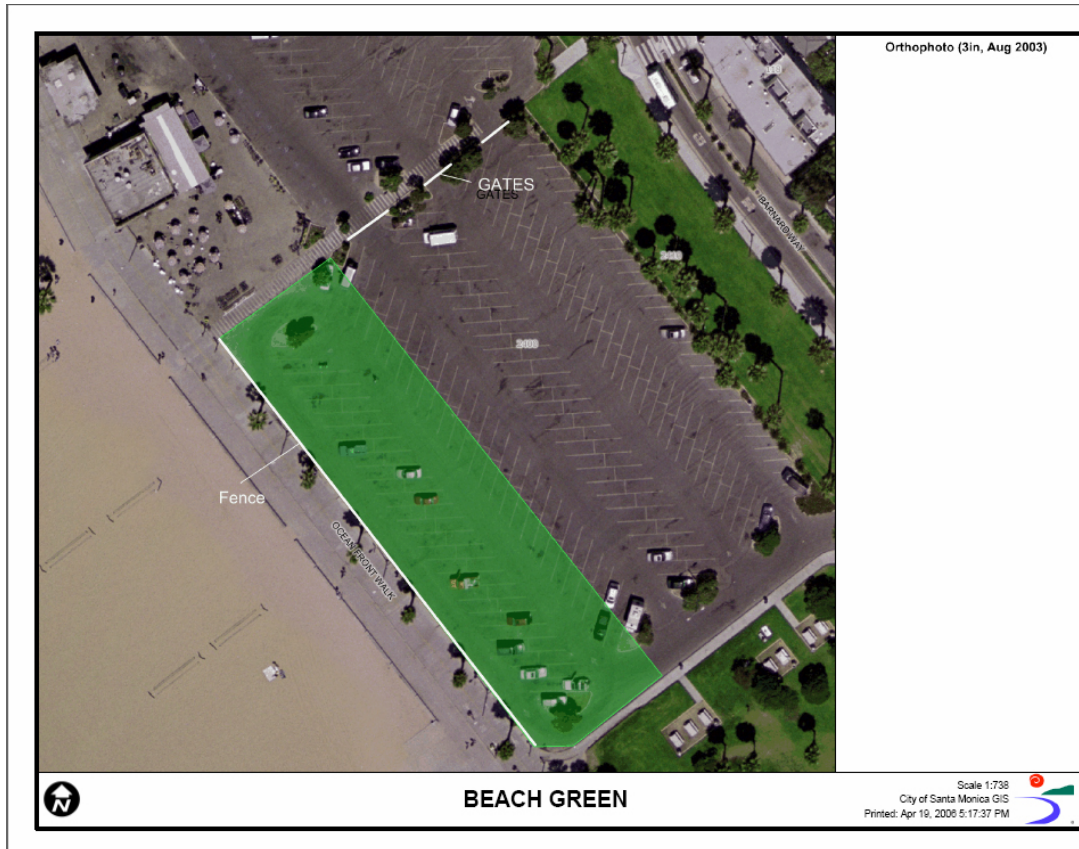 Orthophoto (3in, Aug 2003)
GATES
GATES
BARNARD WAY
2400
Fence
OCEAN FRONT WALK
BEACH GREEN
N
Scale 1:738
City of Santa Monica GIS
Printed: Apr 19, 2006 5:17:37 PM